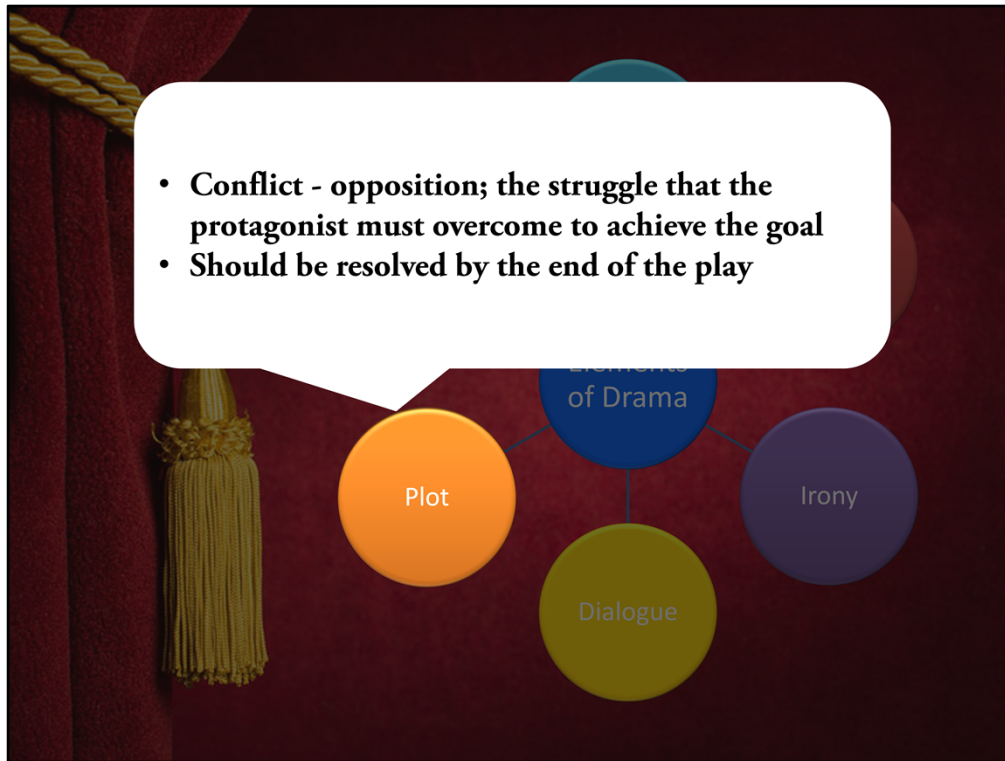 • Conflict - opposition; the struggle that the
protagonist must overcome to achieve the goal
• Should be resolved by the end of the play
Elements
of Drama
Plot
Irony
Dialogue